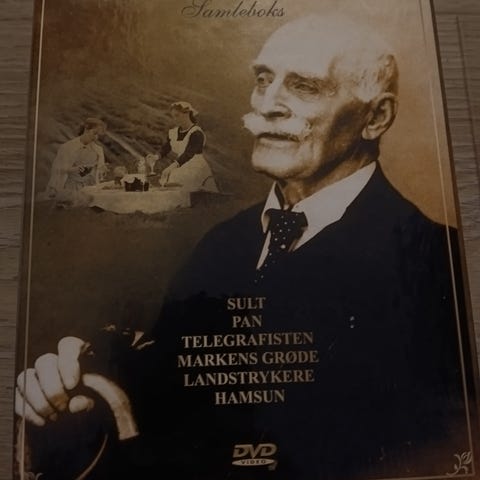 Samleboks
SULT
PAN
TELEGRAFISTEN
MARKENS GRØDE
LANDSTRYKERE
HAMSUN
DVD
VIDEO